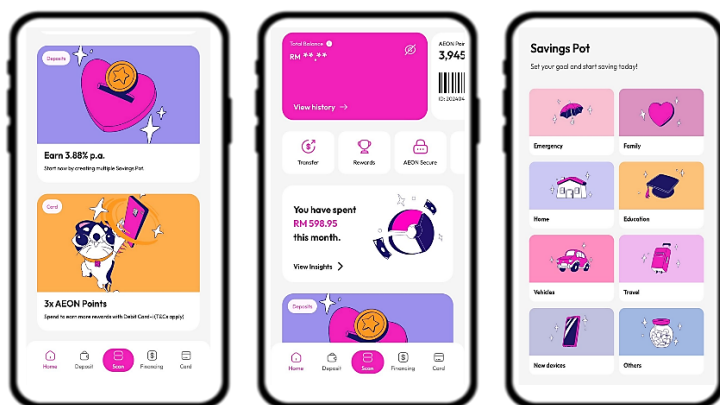 Deposits
Earn 3.88% p.a.
Start now by creating multiple Savings Pot.
Card
3x AEON Points
Spend to earn more rewards with Debit Card-i (T&Cs apply)
Home
Deposit
Scan
Financing
Card
Total Balance
RM **.**
View history →
AEON Poin
3,945
ID: 202404
Transfer
Rewards
AEON Secure
You have spent
RM 598.95
this month.
View Insights >
Deposits
Home
Deposit
Scan
Financing
Card
Savings Pot
Set your goal and start saving today!
Emergency
Family
Home
Education
Vehicles
Travel
New devices
Others